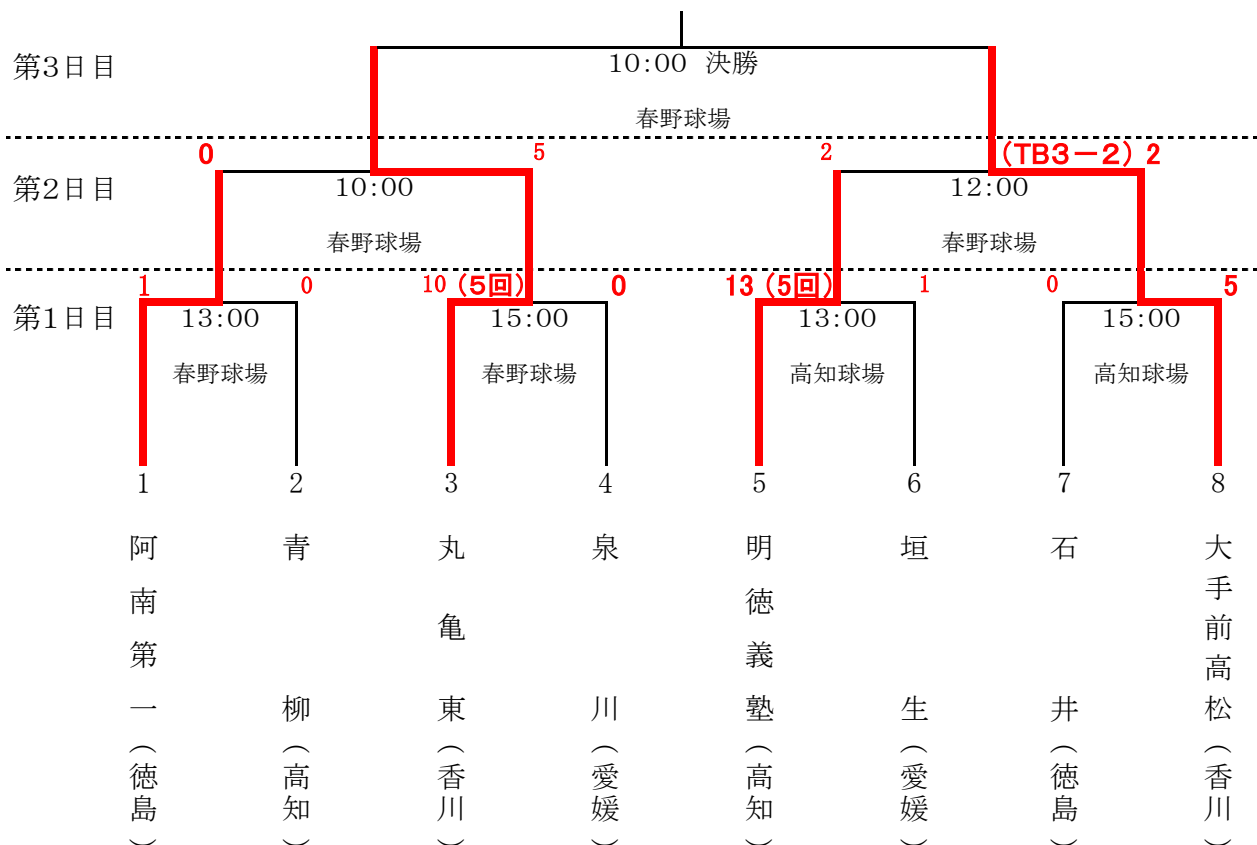 第3日目
10:00 決勝
春野球場
0 5 2 (TB3－2) 2
第2日目
10:00 12:00
春野球場 春野球場
1 0 10 (5回) 0 13 (5回) 1 0 5
第1日目
13:00 15:00 13:00 15:00
春野球場 春野球場 高知球場 高知球場
1 2 3 4 5 6 7 8
阿南第一(徳島)
青柳(高知)
丸亀東(香川)
泉川(愛媛)
明徳義塾(高知)
垣生(愛媛)
石井(徳島)
大手前高松(香川)